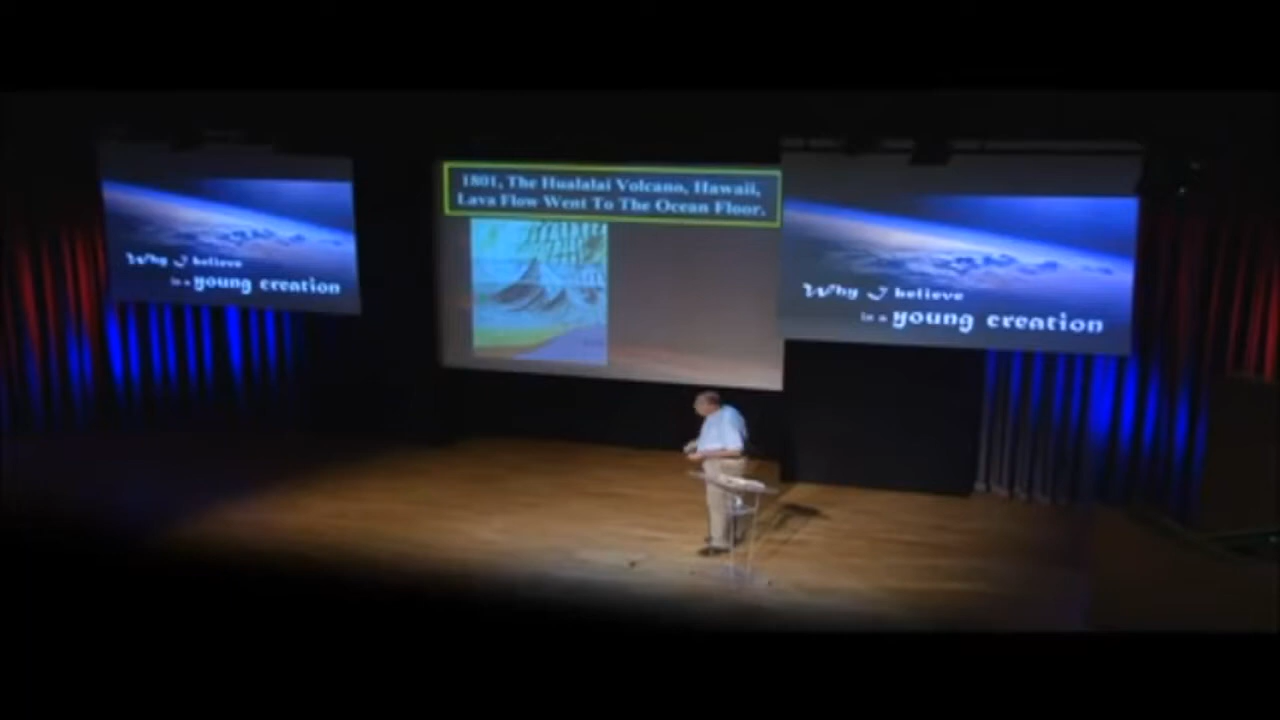 Why I believe
in a young creation
1801, The Hualalai Volcano, Hawaii,
Lava Flow Went To The Ocean Floor.
Why I believe
in a young creation